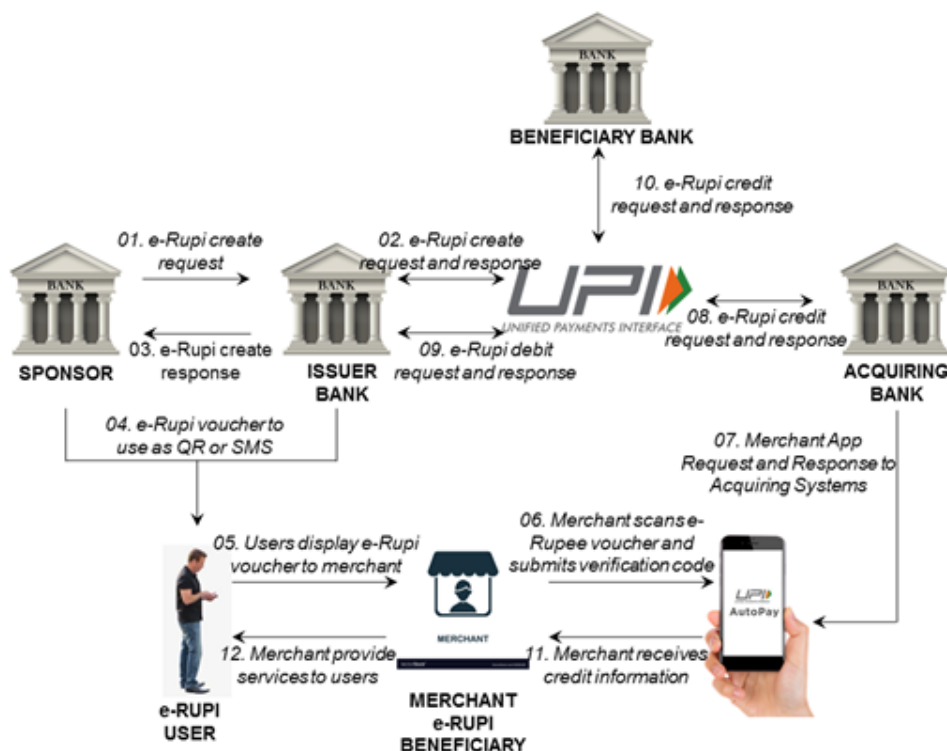 BANK
BENEFICIARY BANK
10. e-Rupi credit
request and response
01. e-Rupi create
request
02. e-Rupi create
request and response
BANK
BANK
UPI
UNIFIED PAYMENTS INTERFACE
BANK
08. e-Rupi credit
request and response
03. e-Rupi create
response
09. e-Rupi debit
request and response
SPONSOR
ISSUER
BANK
ACQUIRING
BANK
04. e-Rupi voucher to
use as QR or SMS
07. Merchant App
Request and Response to
Acquiring Systems
05. Users display e-Rupi
voucher to merchant
06. Merchant scans e-
Rupee voucher and
submits verification code
MERCHANT
UPI
AutoPay
12. Merchant provide
services to users
11. Merchant receives
credit information
e-RUPI
USER
MERCHANT
e-RUPI
BENEFICIARY